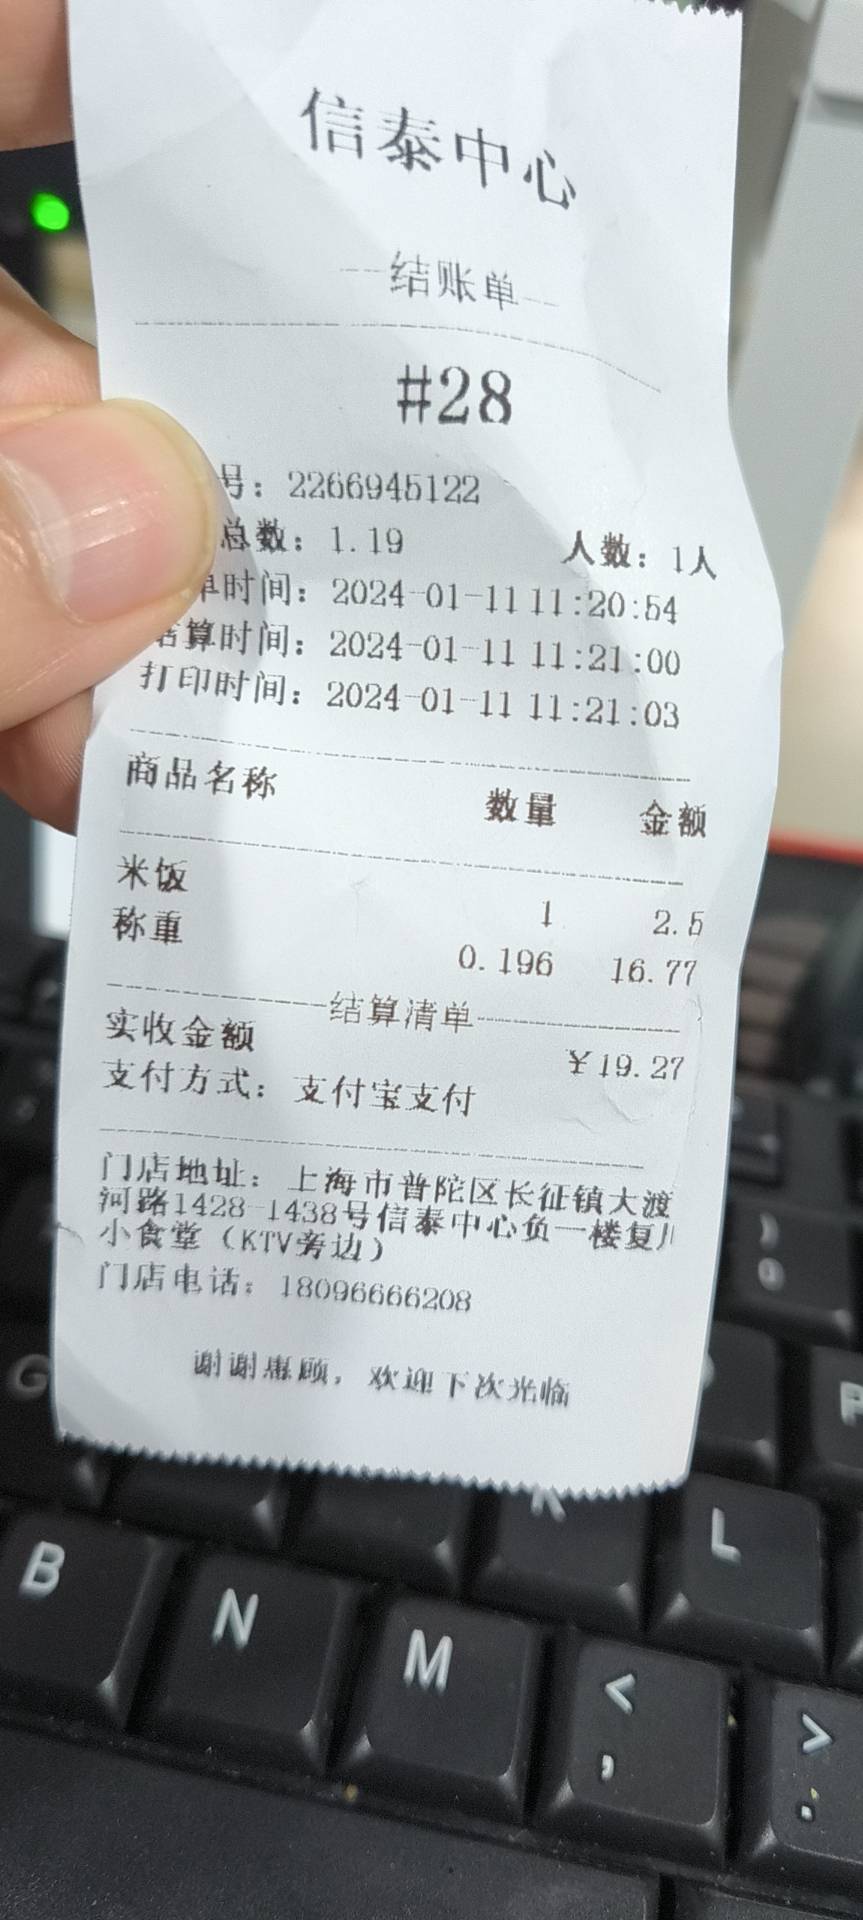 信泰中心
结账单
#28
号：2266945122
总数：1.19 人数：1人
单时间：2024-01-11 11:20:54
结算时间：2024-01-11 11:21:00
打印时间：2024-01-11 11:21:03
商品名称 数量 金额
米饭 1 2.5
称重 0.196 16.77
结算清单
实收金额 ￥19.27
支付方式：支付宝支付
门店地址：上海市普陀区长征镇大渡
河路1428-1438号信泰中心负一楼复
小食堂（KTV旁边）
门店电话：18096666208
谢谢惠顾，欢迎下次光临
G
K
L
B
N
M
<
,
>
.